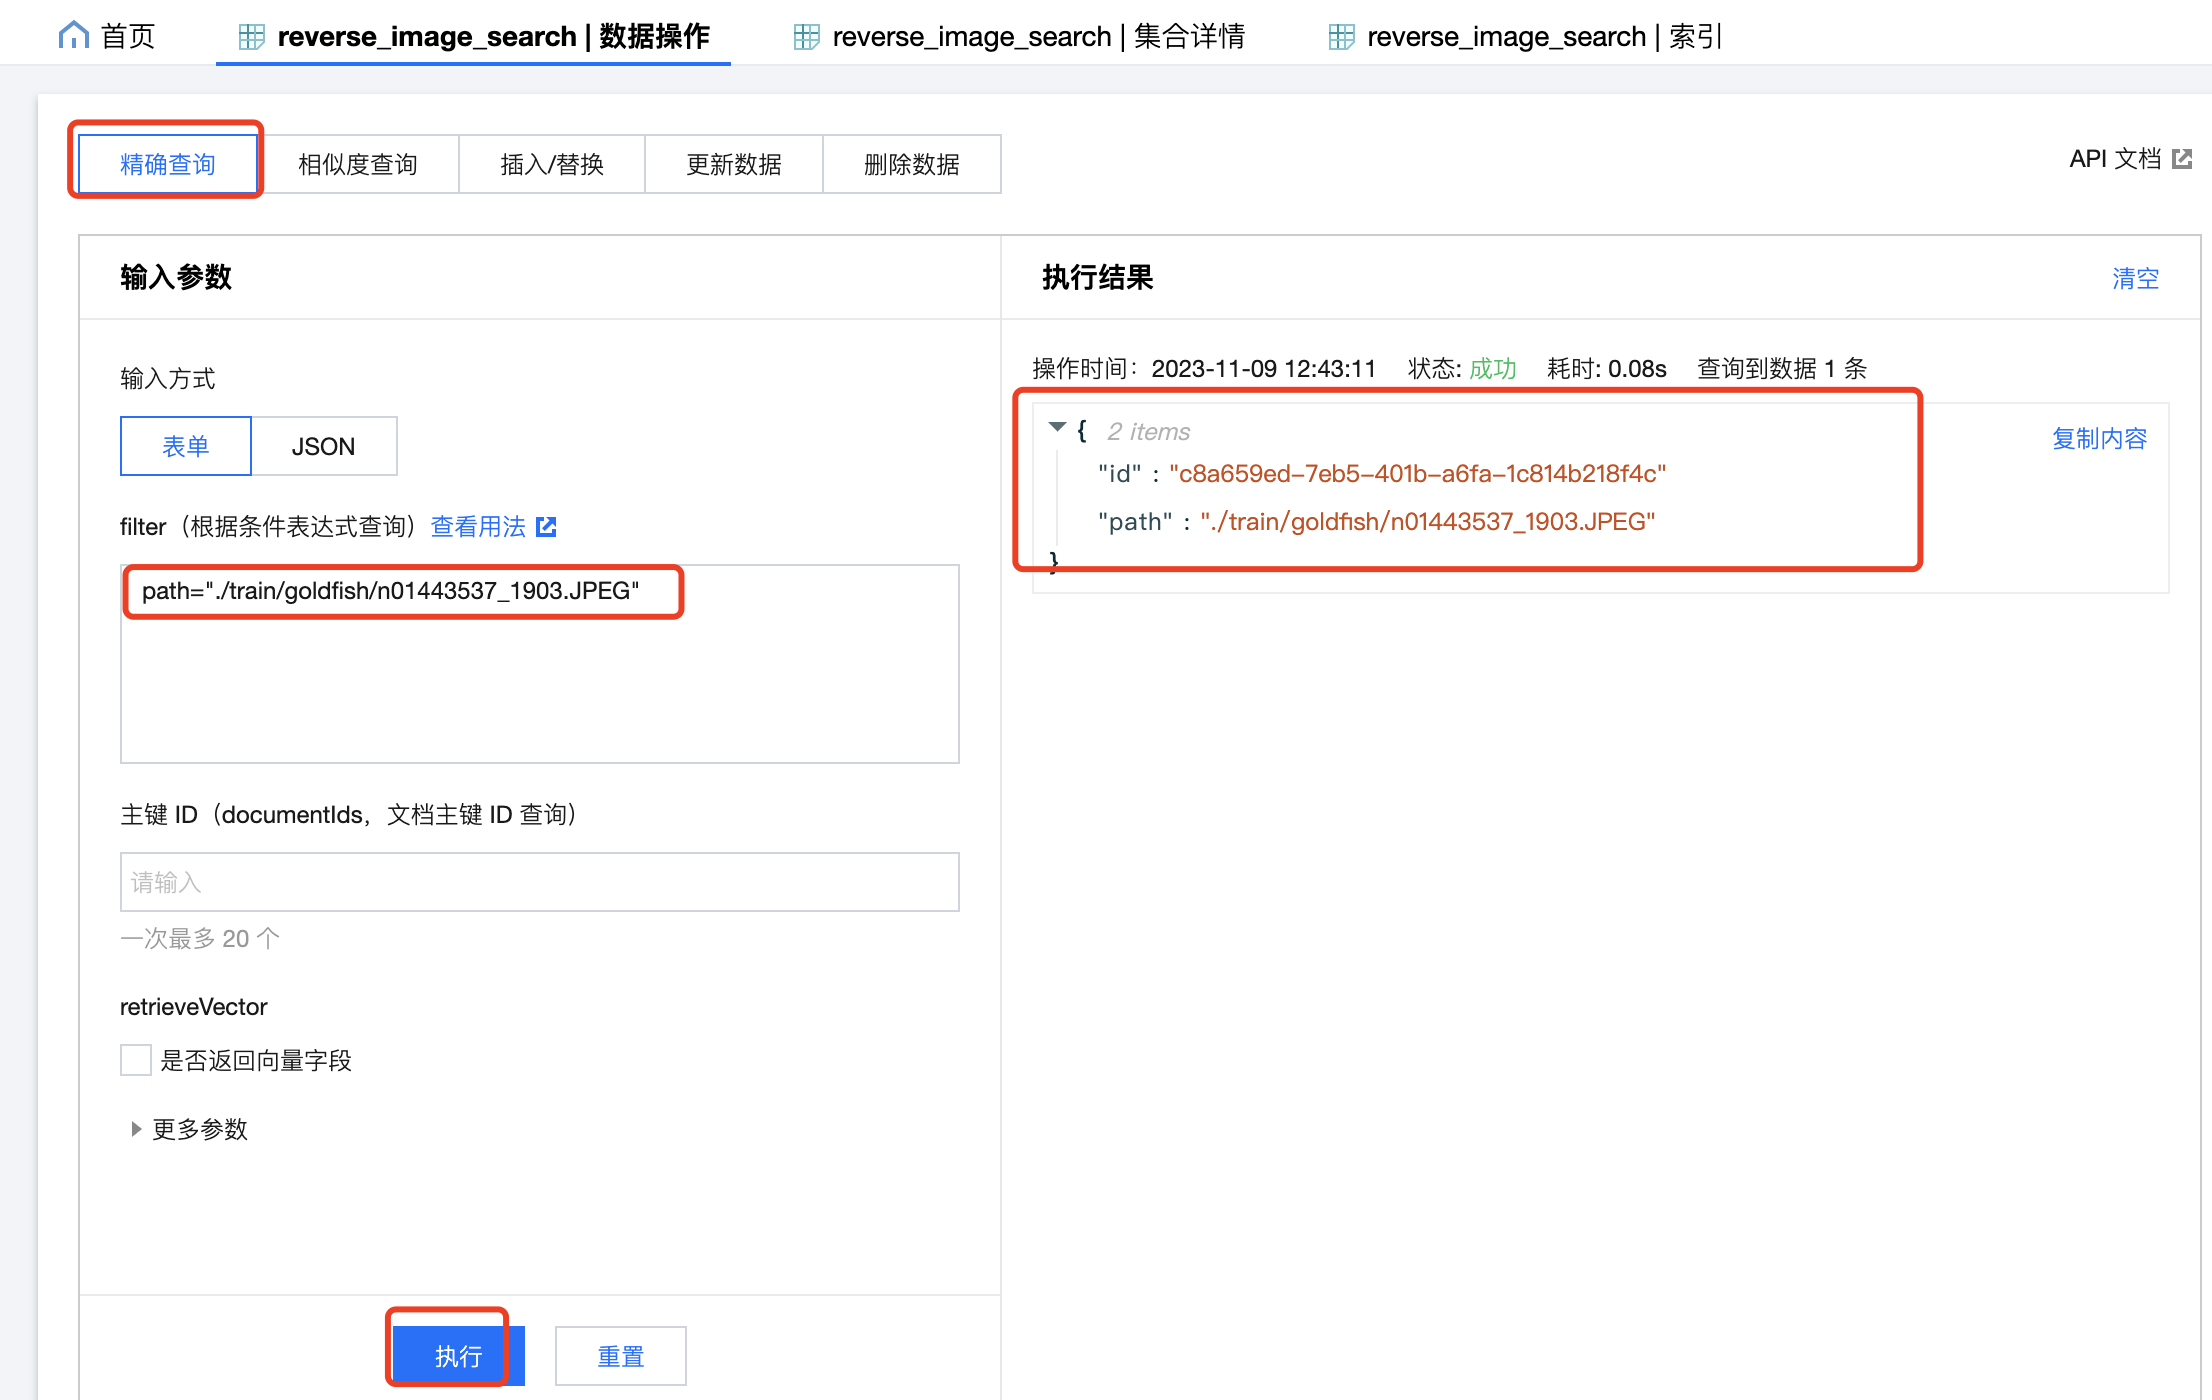 首页
reverse_image_search | 数据操作
reverse_image_search | 集合详情
reverse_image_search | 索引
精确查询
相似度查询
插入/替换
更新数据
删除数据
API 文档
输入参数
执行结果
清空
输入方式
表单
JSON
filter（根据条件表达式查询）查看用法
path="./train/goldfish/n01443537_1903.JPEG"
主键 ID（documentIds，文档主键 ID 查询）
请输入
一次最多 20 个
retrieveVector
是否返回向量字段
更多参数
执行
重置
操作时间：2023-11-09 12:43:11 状态: 成功 耗时: 0.08s 查询到数据 1 条
{ 2 items
复制内容
"id" : "c8a659ed-7eb5-401b-a6fa-1c814b218f4c"
"path" : "./train/goldfish/n01443537_1903.JPEG"
}